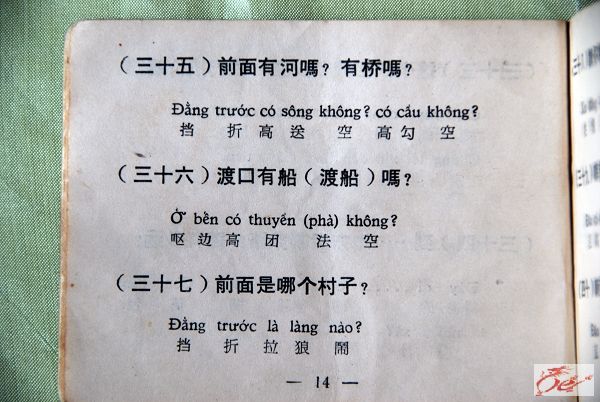 （三十五）前面有河嗎？有桥嗎？
Đằng trước có sông không? có cầu không?
挡 折 高 送 空 高 勾 空
（三十六）渡口有船（渡船）嗎？
Ở bền có thuyền (phà) không?
呕 边 高 团 法 空
（三十七）前面是哪个村子？
Đằng trước là làng nào?
挡 折 拉 狼 閙
— 14 —